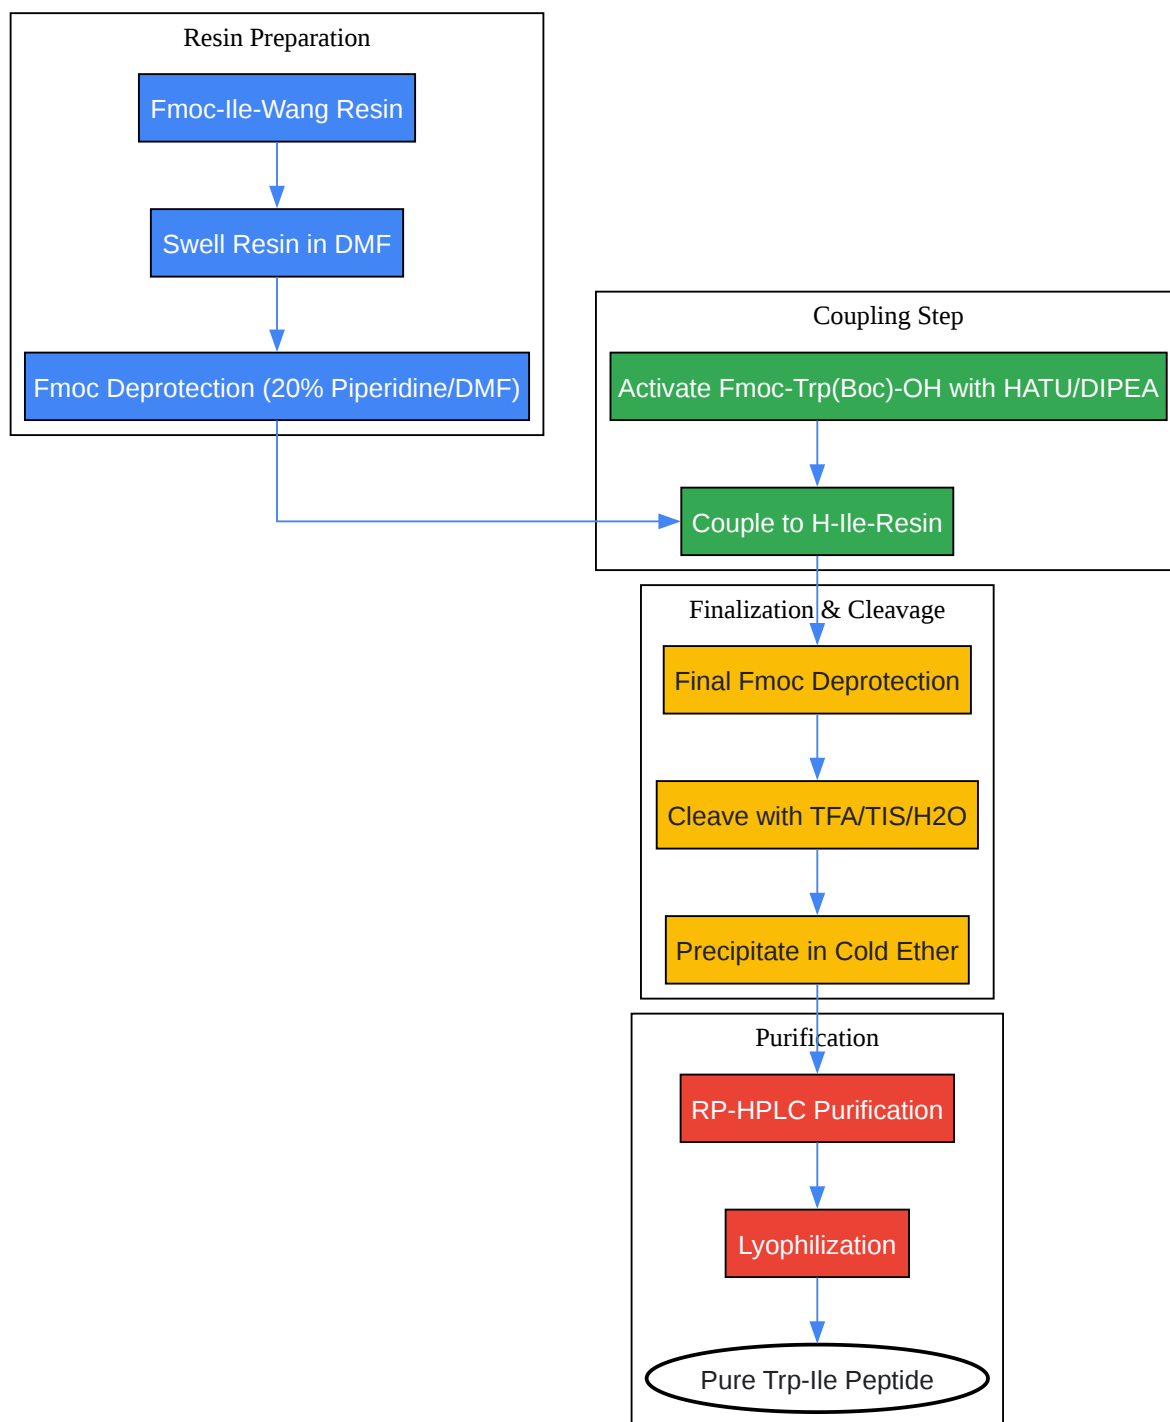 Resin Preparation
Fmoc-Ile-Wang Resin
Swell Resin in DMF
Fmoc Deprotection (20% Piperidine/DMF)
Coupling Step
Activate Fmoc-Trp(Boc)-OH with HATU/DIPEA
Couple to H-Ile-Resin
Finalization & Cleavage
Final Fmoc Deprotection
Cleave with TFA/TIS/H2O
Precipitate in Cold Ether
Purification
RP-HPLC Purification
Lyophilization
Pure Trp-Ile Peptide